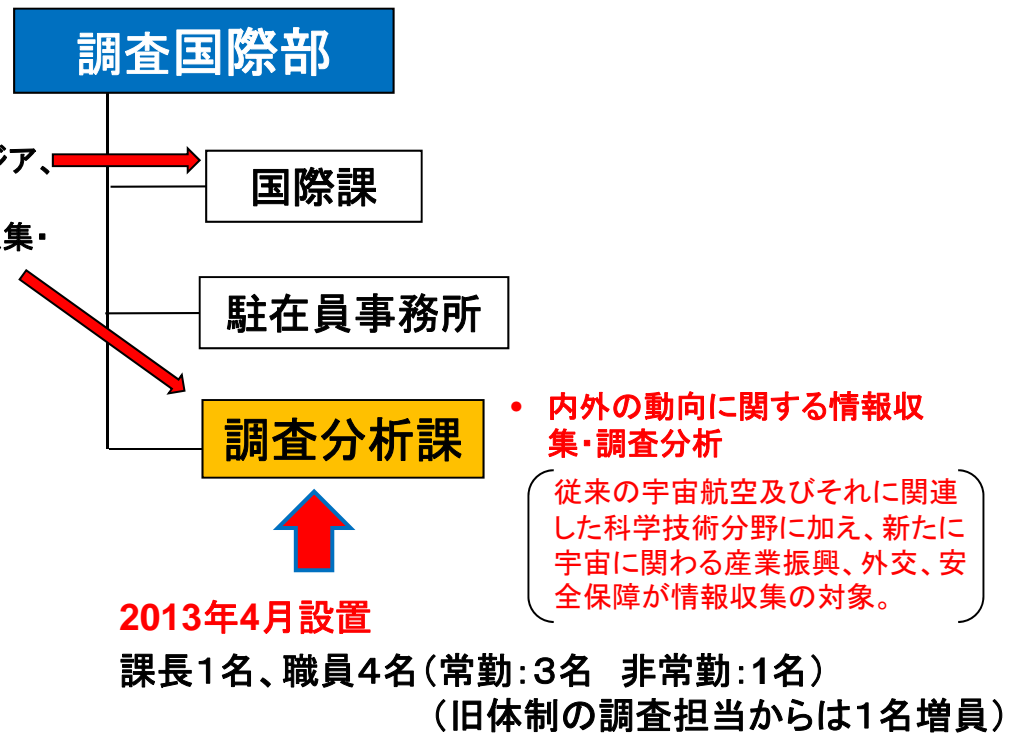 調査国際部
ジア、
国際課
集・
駐在員事務所
調査分析課
• 内外の動向に関する情報収
集・調査分析
従来の宇宙航空及びそれに関連
した科学技術分野に加え、新たに
宇宙に関わる産業振興、外交、安
全保障が情報収集の対象。
2013年4月設置
課長1名、職員4名(常勤:3名 非常勤:1名)
(旧体制の調査担当からは1名増員)